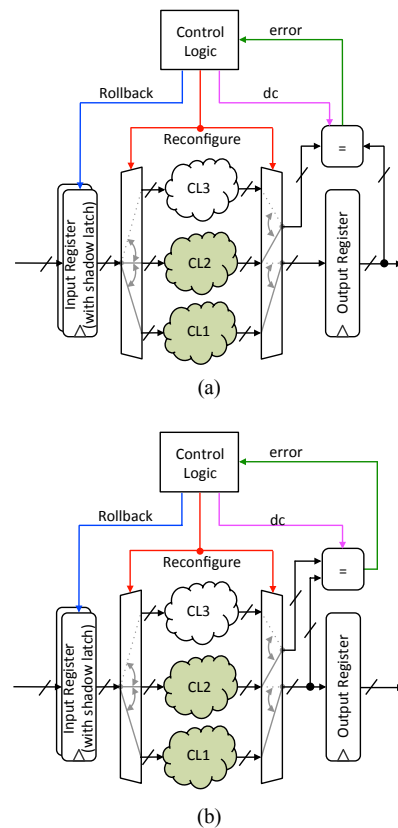 Control
Logic
error
Rollback
dc
Reconfigure
=
CL3
CL2
CL1
Input Register
(with shadow latch)
Output Register
(a)
Control
Logic
error
Rollback
dc
Reconfigure
=
CL3
CL2
CL1
Input Register
(with shadow latch)
Output Register
(b)